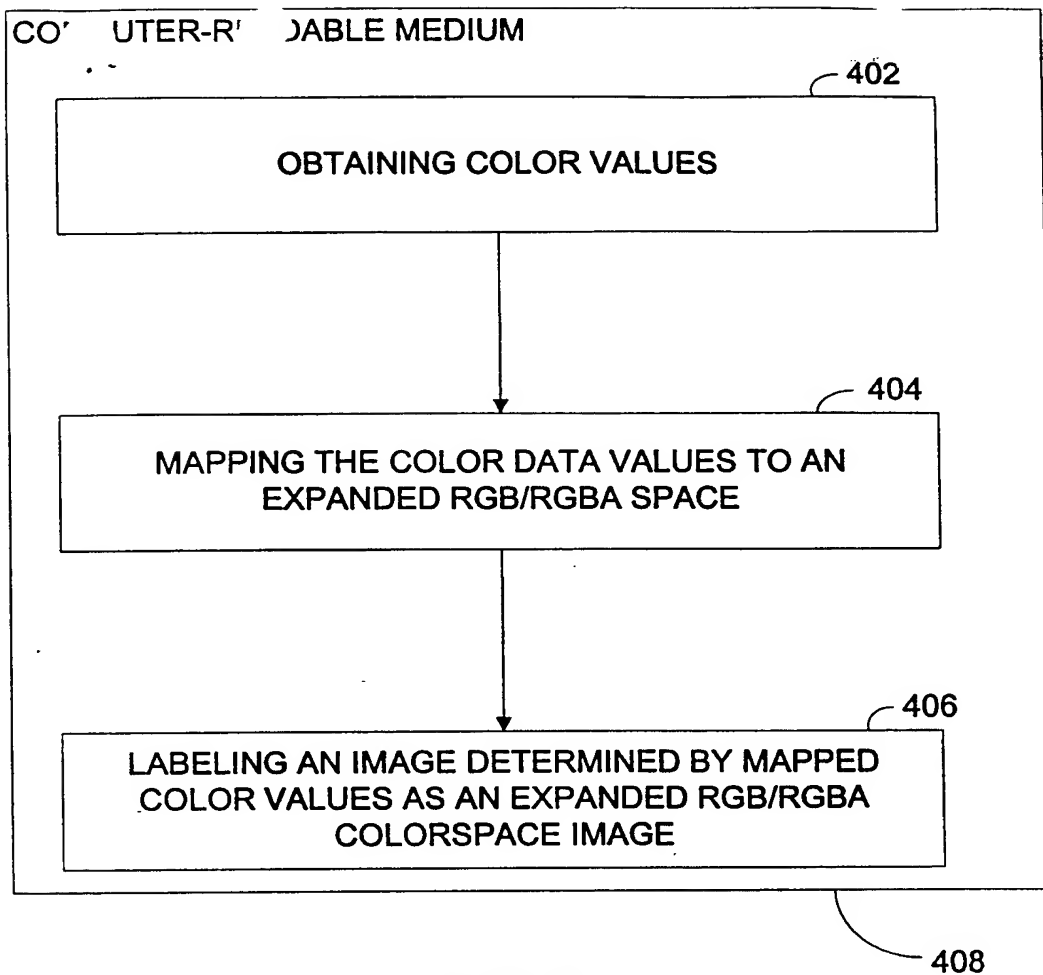 MEDIUM
402
OBTAINING COLOR VALUES
404
MAPPING THE COLOR DATA VALUES TO AN
EXPANDED RGB/RGBA SPACE
406
LABELING AN IMAGE DETERMINED BY MAPPED
COLOR VALUES AS AN EXPANDED RGB/RGBA
COLORSPACE IMAGE
408